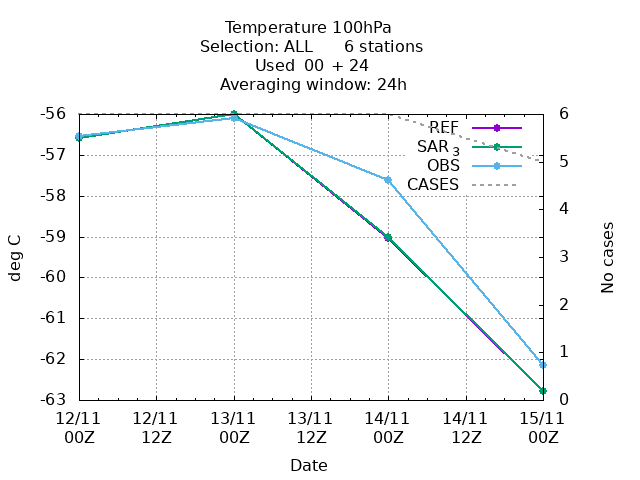 Temperature 100hPa
Selection: ALL 6 stations
Used 00 + 24
Averaging window: 24h
-56
-57
-58
-59
-60
-61
-62
-63
6
5
4
3
2
1
0
REF
SAR 3
OBS
CASES
deg C
No cases
12/11 12/11 13/11 13/11 14/11 14/11 15/11
00Z 12Z 00Z 12Z 00Z 12Z 00Z
Date